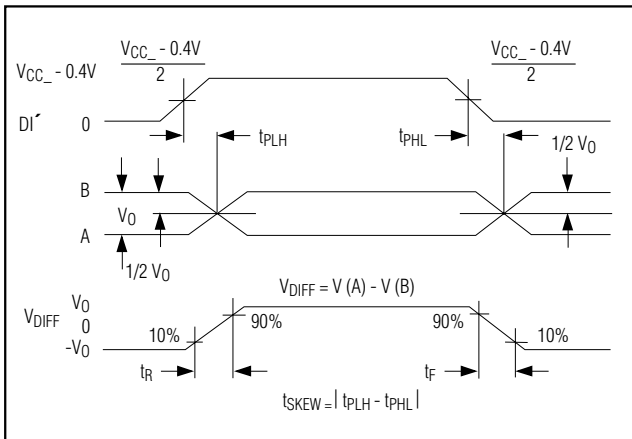 V_CC_ - 0.4V
V_CC_ - 0.4V
2
V_CC_ - 0.4V
2
DI´ 0
t_PLH
t_PHL
1/2 V_O
B
V_O
A
1/2 V_O
V_DIFF = V (A) - V (B)
V_DIFF
V_O
0
-V_O
10%
90%
90%
10%
t_R
t_F
t_SKEW = | t_PLH - t_PHL |